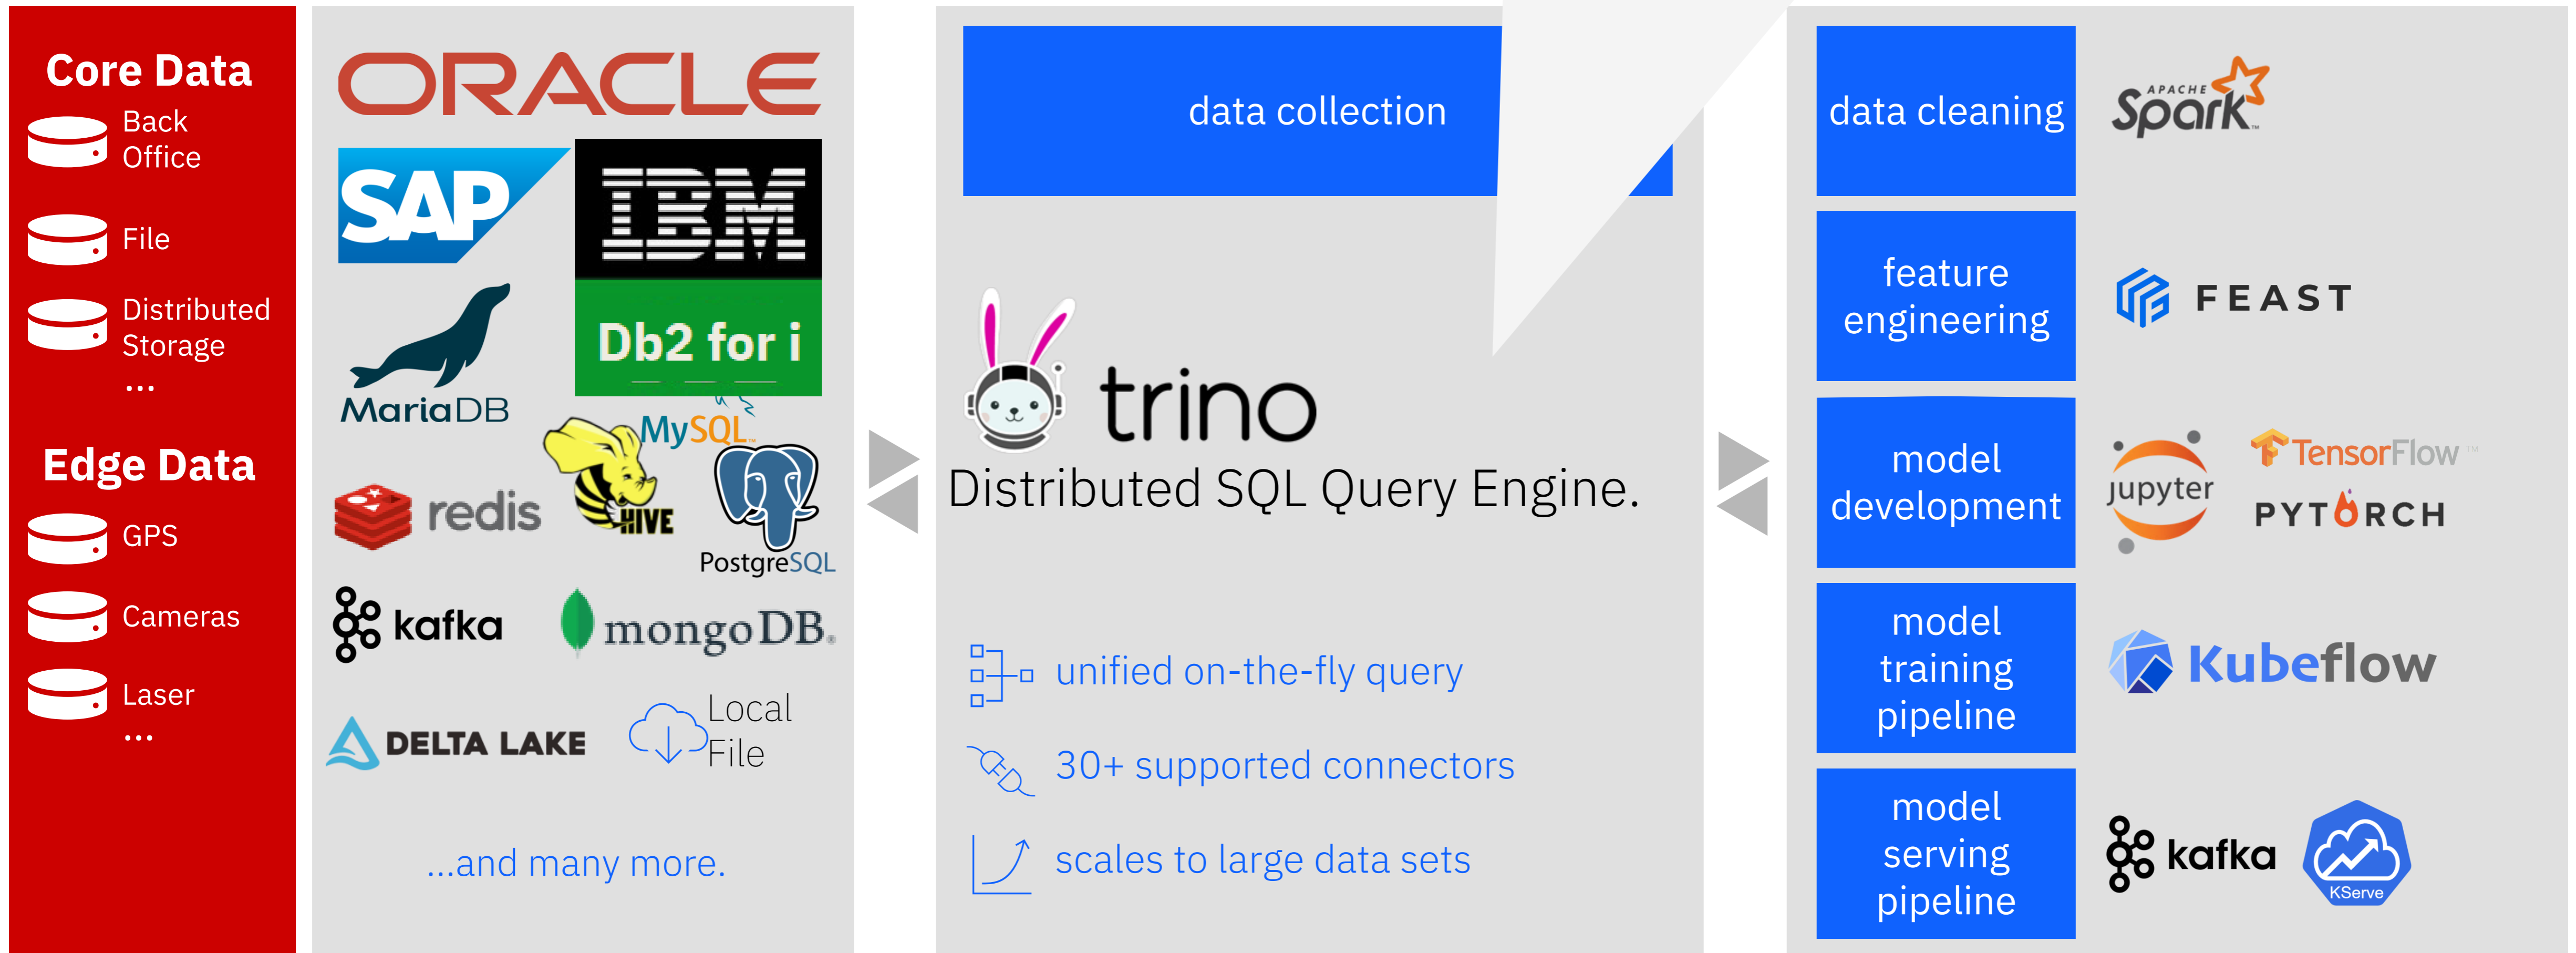 Core Data
Back
Office
File
Distributed
Storage
...
Edge Data
GPS
Cameras
Laser
...
ORACLE
SAP
IBM
Db2 for i
MariaDB
MySQL™
HIVE
redis
PostgreSQL
kafka
mongoDB®
DELTA LAKE
Local
File
...and many more.
data collection
trino
Distributed SQL Query Engine.
unified on-the-fly query
30+ supported connectors
scales to large data sets
data cleaning
APACHE
Spark™
feature
engineering
FEAST
model
development
jupyter
TensorFlow™
PYTORCH
model
training
pipeline
Kubeflow
model
serving
pipeline
kafka
KServe